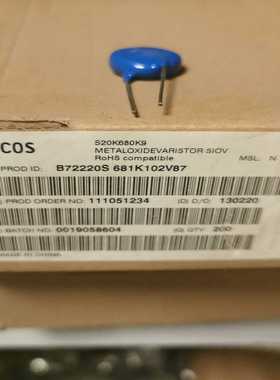 COS
S20K680K9
METALOXIDEVARISTOR-SIOV
RoHS compatible
MSL: N
PROD ID: B72220S 681K102V87
PROD ORDER NO: 111051234
D/C: 130220
BATCH NO: 0019058604
QTY: 200